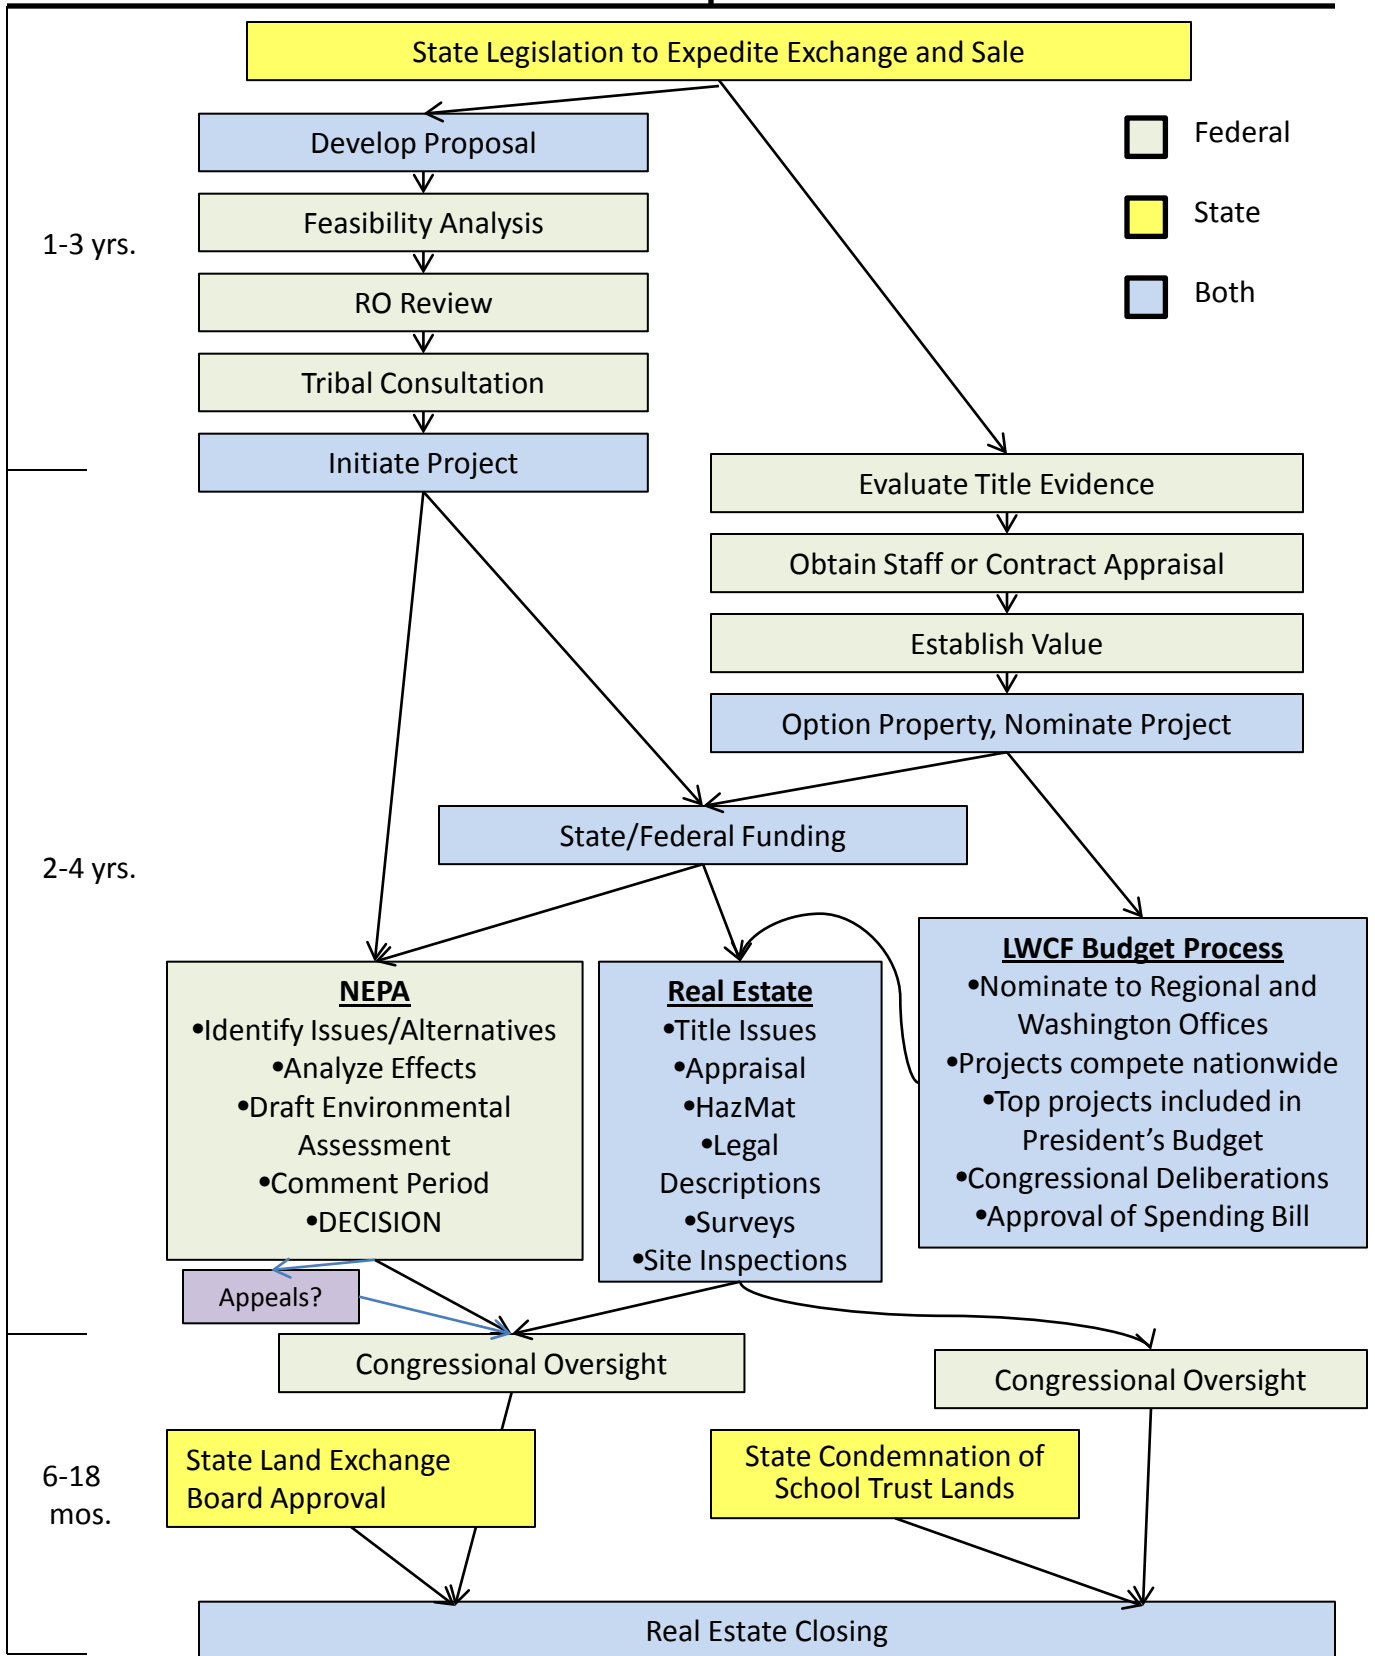 State Legislation to Expedite Exchange and Sale
Develop Proposal
Federal
Feasibility Analysis
State
1-3 yrs.
RO Review
Both
Tribal Consultation
Initiate Project
Evaluate Title Evidence
Obtain Staff or Contract Appraisal
Establish Value
Option Property, Nominate Project
State/Federal Funding
2-4 yrs.
NEPA
•Identify Issues/Alternatives
•Analyze Effects
•Draft Environmental
Assessment
•Comment Period
•DECISION
Real Estate
•Title Issues
•Appraisal
•HazMat
•Legal
Descriptions
•Surveys
•Site Inspections
LWCF Budget Process
•Nominate to Regional and
Washington Offices
•Projects compete nationwide
•Top projects included in
President’s Budget
•Congressional Deliberations
•Approval of Spending Bill
Appeals?
Congressional Oversight
Congressional Oversight
6-18
mos.
State Land Exchange
Board Approval
State Condemnation of
School Trust Lands
Real Estate Closing